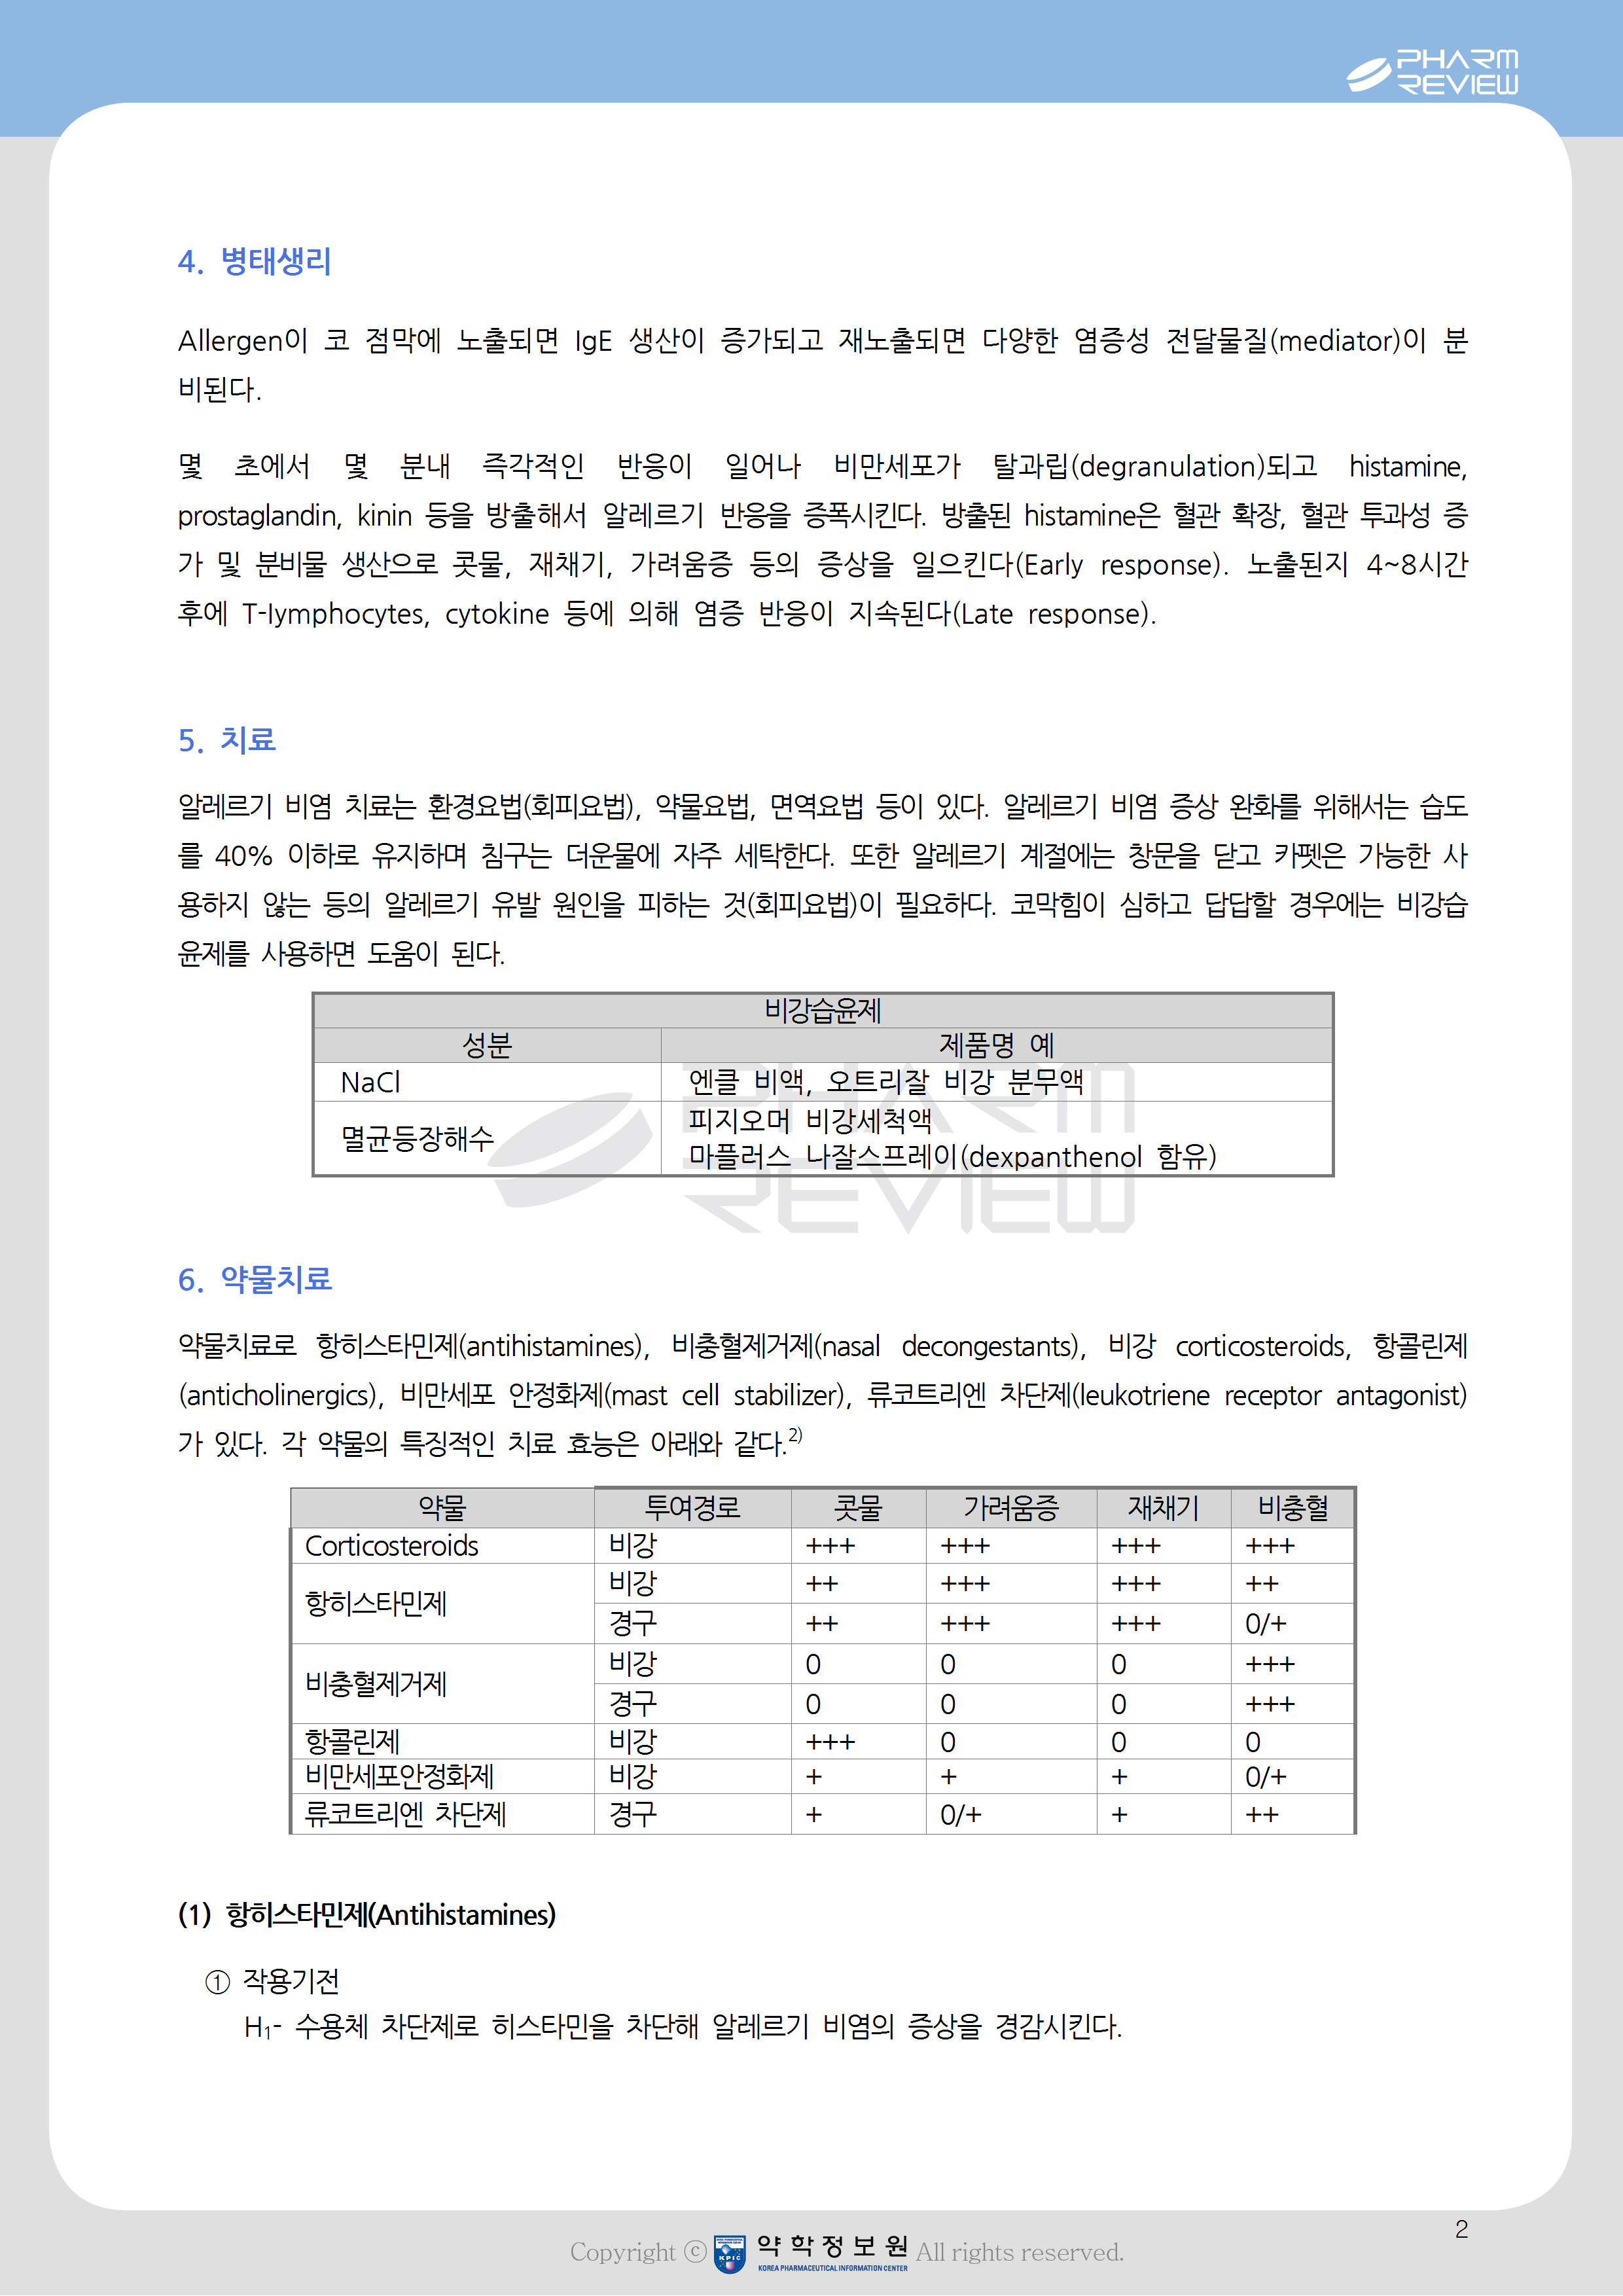 PHARM
REVIEW
4. 병태생리
Allergen이 코 점막에 노출되면 IgE 생산이 증가되고 재노출되면 다양한 염증성 전달물질(mediator)이 분
비된다.
몇 초에서 몇 분내 즉각적인 반응이 일어나 비만세포가 탈과립(degranulation)되고 histamine,
prostaglandin, kinin 등을 방출해서 알레르기 반응을 증폭시킨다. 방출된 histamine은 혈관 확장, 혈관 투과성 증
가 및 분비물 생산으로 콧물, 재채기, 가려움증 등의 증상을 일으킨다(Early response). 노출된지 4~8시간
후에 T-lymphocytes, cytokine 등에 의해 염증 반응이 지속된다(Late response).
5. 치료
알레르기 비염 치료는 환경요법(회피요법), 약물요법, 면역요법 등이 있다. 알레르기 비염 증상 완화를 위해서는 습도
를 40% 이하로 유지하며 침구는 더운물에 자주 세탁한다. 또한 알레르기 계절에는 창문을 닫고 카펫은 가능한 사
용하지 않는 등의 알레르기 유발 원인을 피하는 것(회피요법)이 필요하다. 코막힘이 심하고 답답할 경우에는 비강습
윤제를 사용하면 도움이 된다.
비강습윤제
성분 제품명 예
NaCl 엔클 비액, 오트리잘 비강 분무액
멸균등장해수 피지오머 비강세척액
마플러스 나잘스프레이(dexpanthenol 함유)
PHARM
REVIEW
6. 약물치료
약물치료로 항히스타민제(antihistamines), 비충혈제거제(nasal decongestants), 비강 corticosteroids, 항콜린제
(anticholinergics), 비만세포 안정화제(mast cell stabilizer), 류코트리엔 차단제(leukotriene receptor antagonist)
가 있다. 각 약물의 특징적인 치료 효능은 아래와 같다.2)
약물 투여경로 콧물 가려움증 재채기 비충혈
Corticosteroids 비강 +++ +++ +++ +++
항히스타민제 비강 ++ +++ +++ ++
경구 ++ +++ +++ 0/+
비충혈제거제 비강 0 0 0 +++
경구 0 0 0 +++
항콜린제 비강 +++ 0 0 0
비만세포안정화제 비강 + + + 0/+
류코트리엔 차단제 경구 + 0/+ + ++
(1) 항히스타민제(Antihistamines)
① 작용기전
H1- 수용체 차단제로 히스타민을 차단해 알레르기 비염의 증상을 경감시킨다.
2
Copyright ⓒ KPIC 약학정보원 All rights reserved.
KOREA PHARMACEUTICAL INFORMATION CENTER